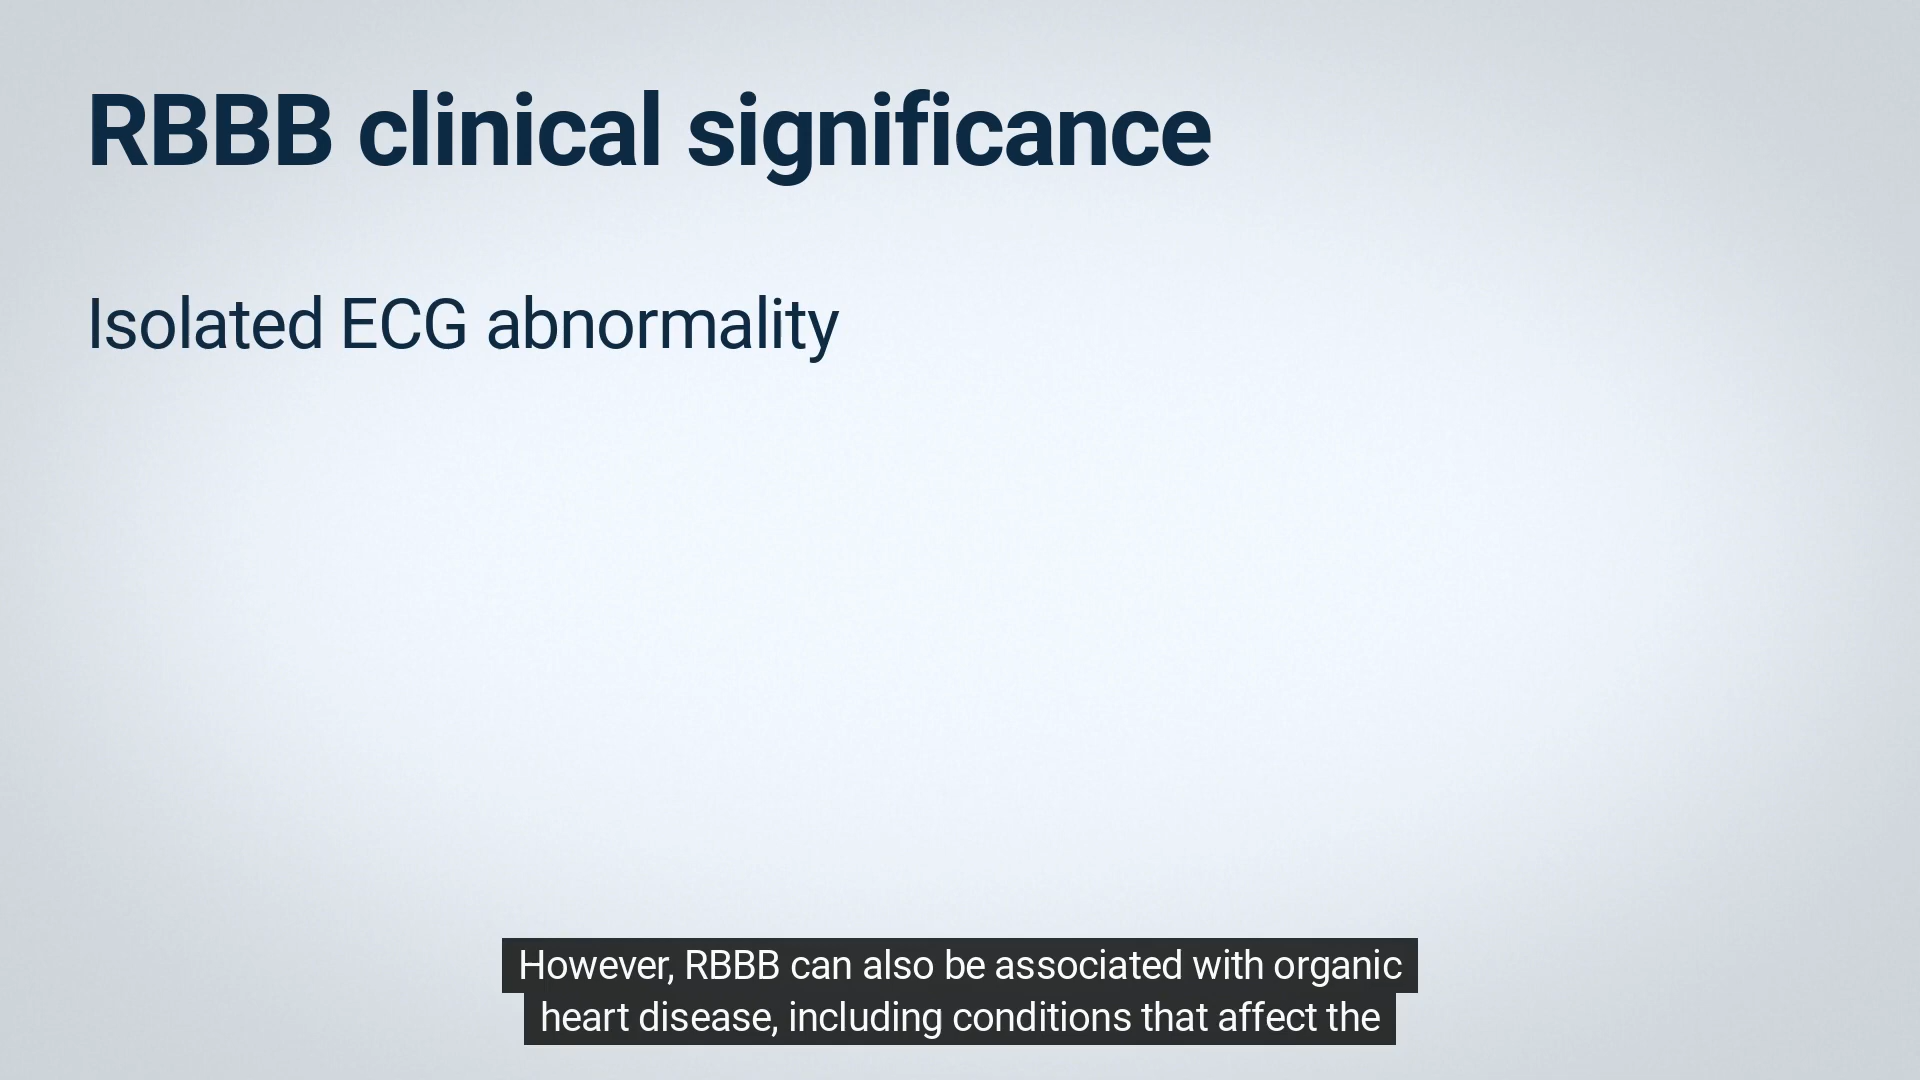 RBBB clinical significance
Isolated ECG abnormality
However, RBBB can also be associated with organic
heart disease, including conditions that affect the